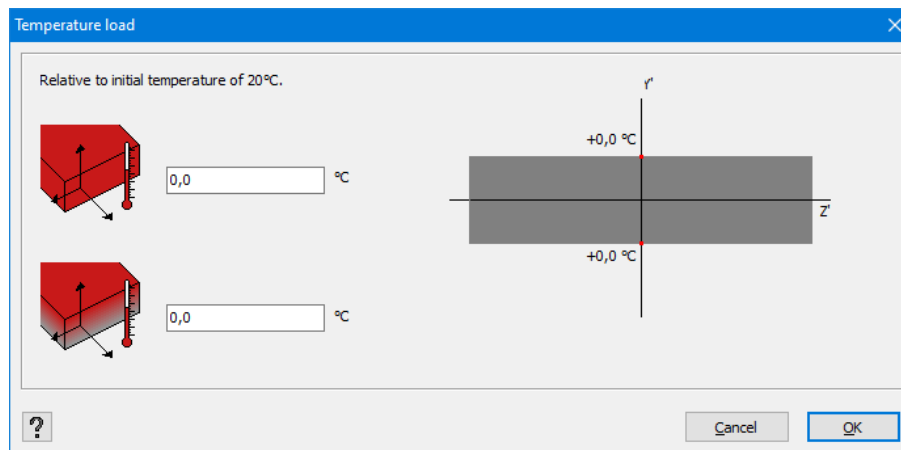 Temperature load
Relative to initial temperature of 20°C.
Y'
+0,0 °C
0,0 °C
Z'
+0,0 °C
0,0 °C
?
Cancel
OK